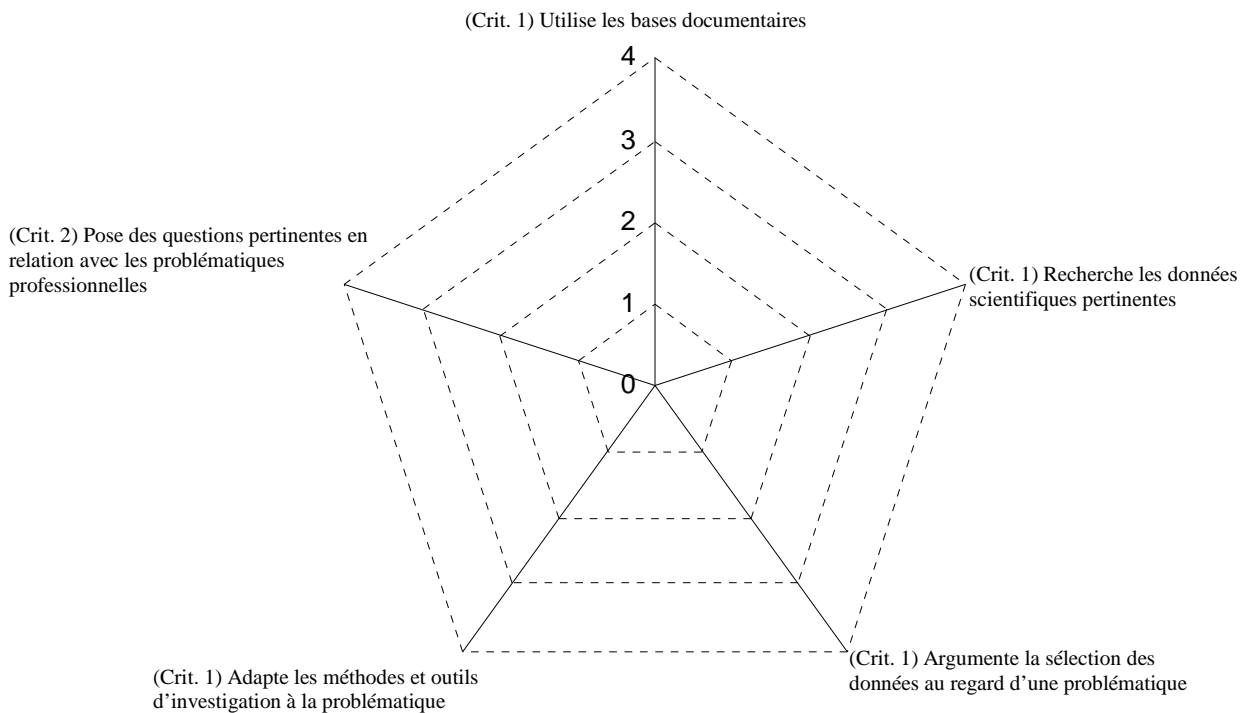 (Crit. 1) Utilise les bases documentaires
4
3
2
1
0
(Crit. 2) Pose des questions pertinentes en
relation avec les problématiques
professionnelles
(Crit. 1) Recherche les données
scientifiques pertinentes
(Crit. 1) Adapte les méthodes et outils
d’investigation à la problématique
(Crit. 1) Argumente la sélection des
données au regard d’une problématique